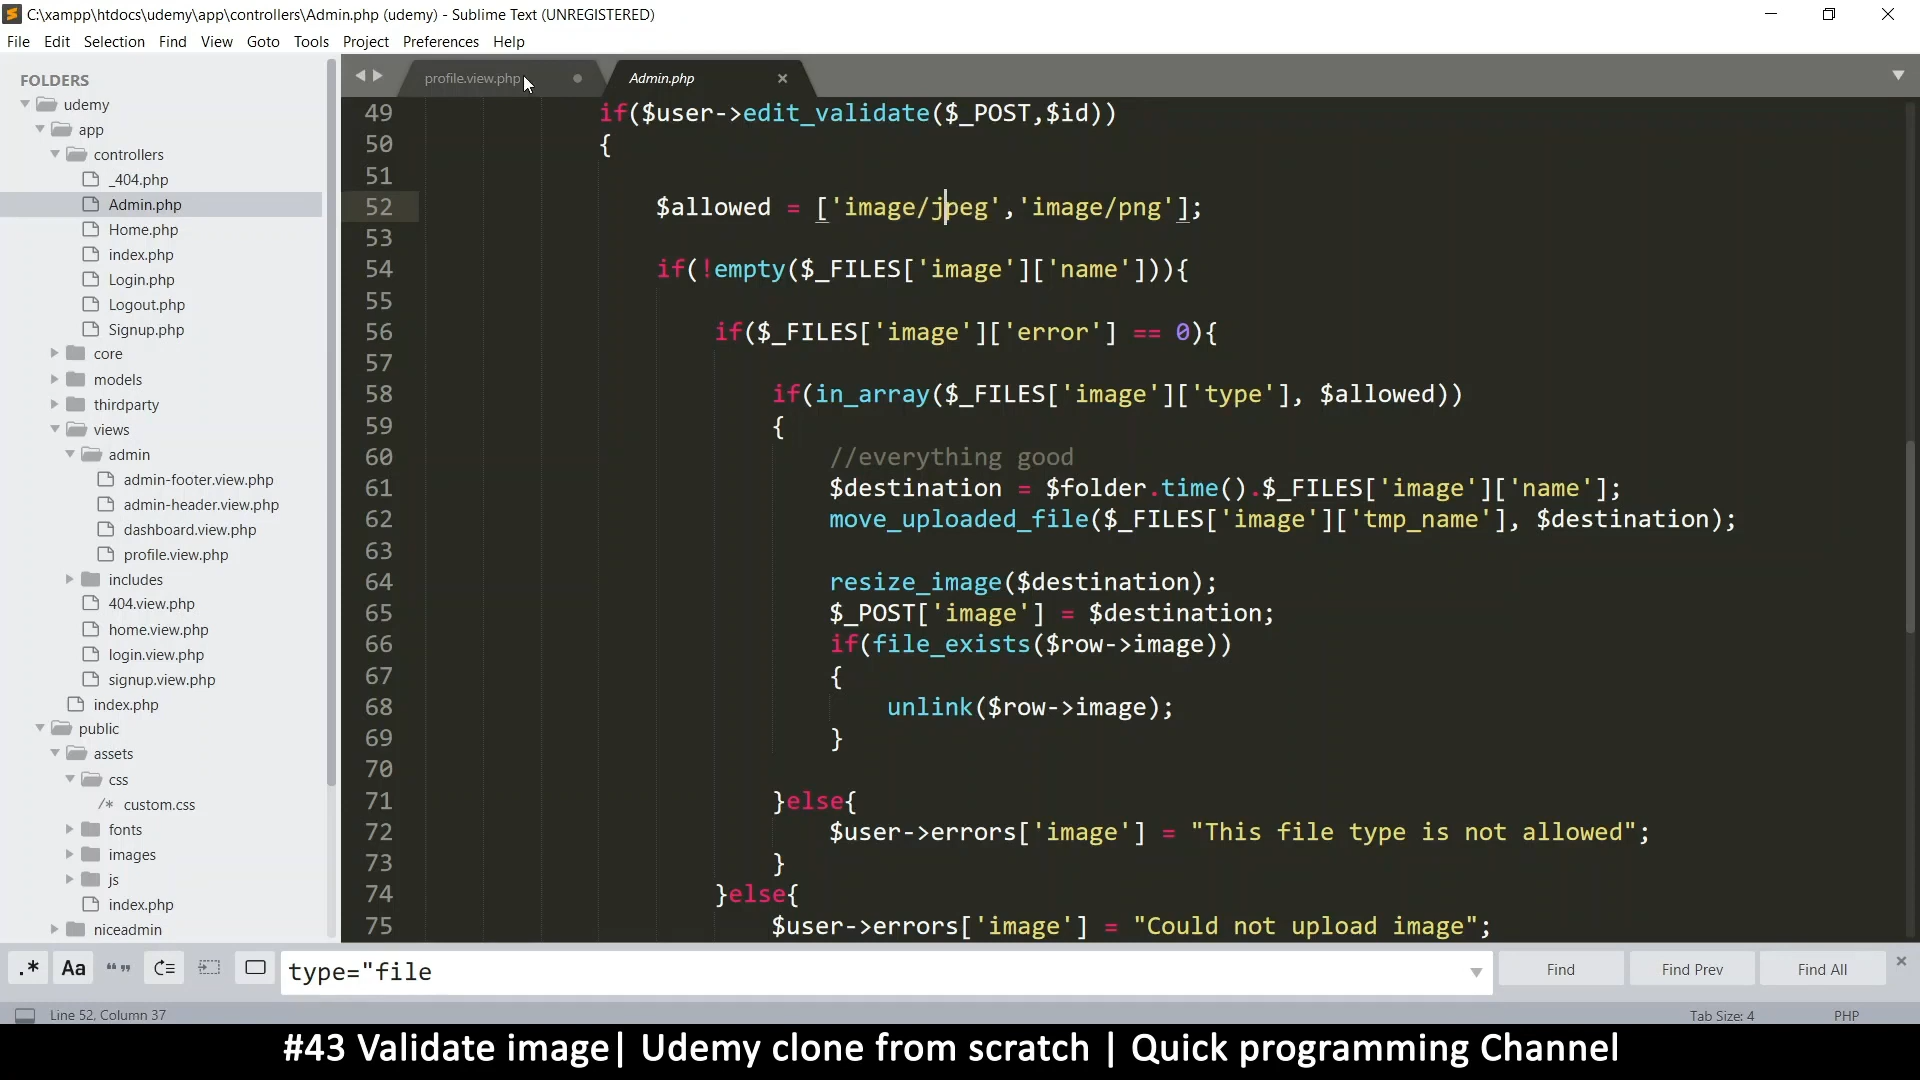 C:\xampp\htdocs\udemy\app\controllers\Admin.php (udemy) - Sublime Text (UNREGISTERED)
File Edit Selection Find View Goto Tools Project Preferences Help
FOLDERS
udemy
app
controllers
_404.php
Admin.php
Home.php
index.php
Login.php
Logout.php
Signup.php
core
models
thirdparty
views
admin
admin-footer.view.php
admin-header.view.php
dashboard.view.php
profile.view.php
includes
404.view.php
home.view.php
login.view.php
signup.view.php
index.php
public
assets
css
/* custom.css
fonts
images
js
index.php
niceadmin
profile.view.php Admin.php
49 if($user->edit_validate($_POST,$id))
50 {
51
52 $allowed = ['image/jpeg','image/png'];
53
54 if(!empty($_FILES['image']['name'])){
55
56 if($_FILES['image']['error'] == 0){
57
58 if(in_array($_FILES['image']['type'], $allowed))
59 {
60 //everything good
61 $destination = $folder.time().$_FILES['image']['name'];
62 move_uploaded_file($_FILES['image']['tmp_name'], $destination);
63
64 resize_image($destination);
65 $_POST['image'] = $destination;
66 if(file_exists($row->image))
67 {
68 unlink($row->image);
69 }
70
71 }else{
72 $user->errors['image'] = "This file type is not allowed";
73 }
74 }else{
75 $user->errors['image'] = "Could not upload image";
.* Aa “” type="file Find Find Prev Find All
Line 52, Column 37 Tab Size: 4 PHP
#43 Validate image| Udemy clone from scratch | Quick programming Channel